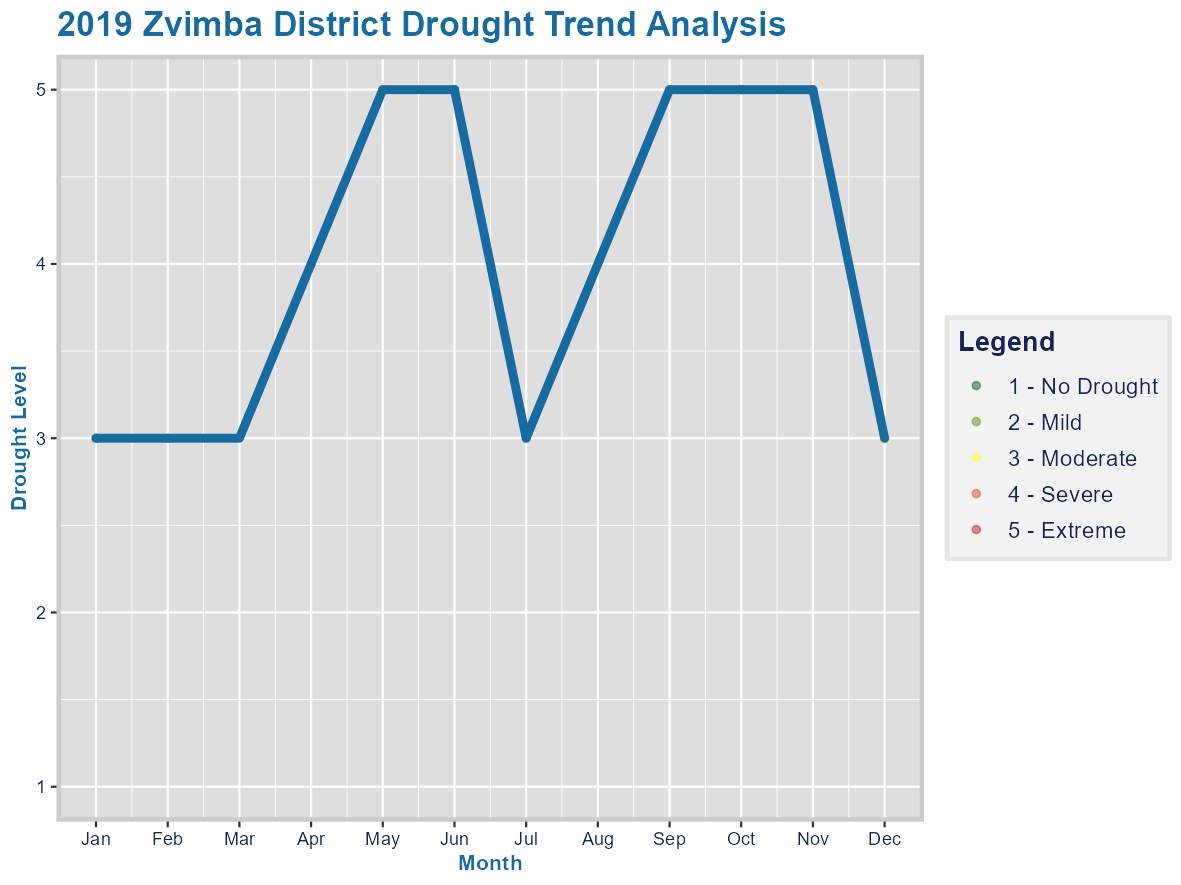 2019 Zvimba District Drought Trend Analysis
5
4
3
2
1
Drought Level
Jan Feb Mar Apr May Jun Jul Aug Sep Oct Nov Dec
Month
Legend
1 - No Drought
2 - Mild
3 - Moderate
4 - Severe
5 - Extreme